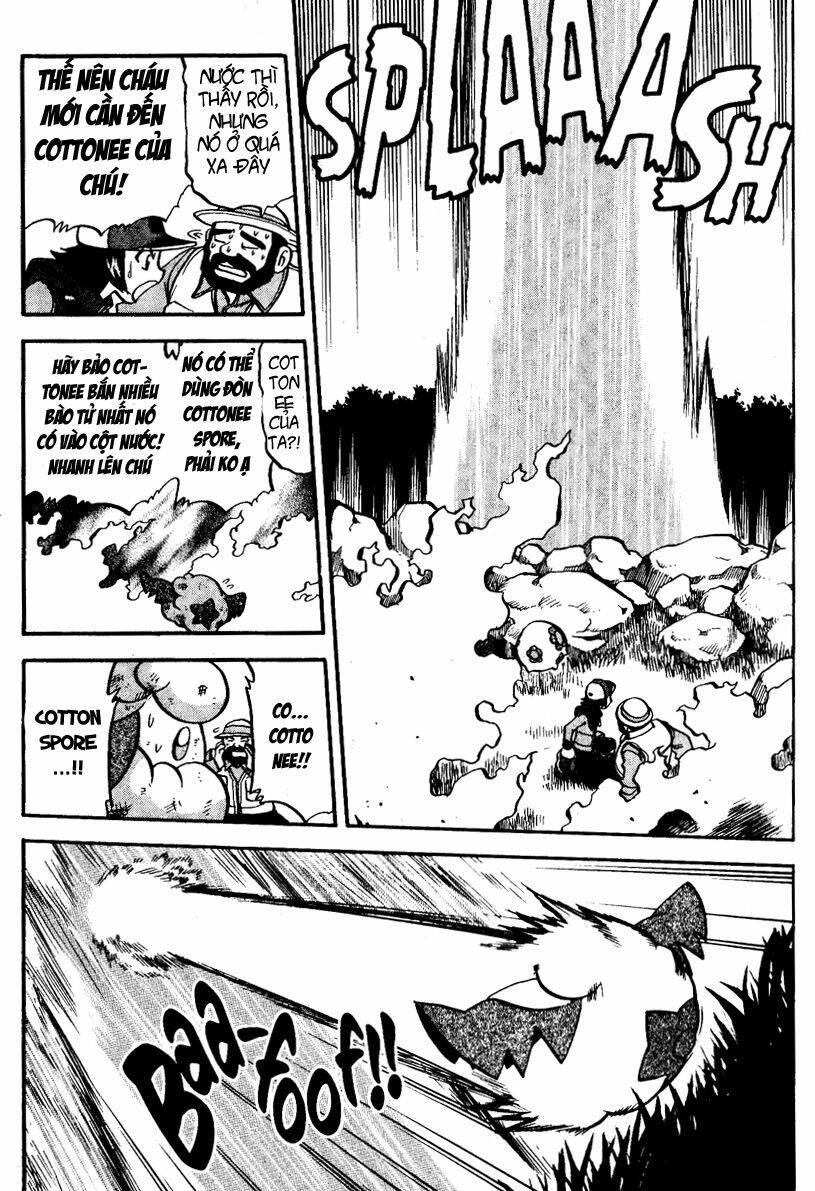 SPLAAAASH
NƯỚC THÌ
THẤY RỒI,
NHƯNG
NÓ Ở QUÁ
XA ĐÂY
THẾ NÊN CHÁU
MỚI CẦN ĐẾN
COTTONEE CỦA
CHÚ!
COT
TON
EE
CỦA
TA?!
NÓ CÓ THỂ
DÙNG ĐÒN
COTTONEE
SPORE,
PHẢI KO Ạ
HÃY BẢO COT-
TONEE BẮN NHIỀU
BÀO TỬ NHẤT NÓ
CÓ VÀO CỘT NƯỚC!
NHANH LÊN CHÚ
CO...
COTTO
NEE!!
COTTON
SPORE
...!!
BAA-FOOF!!